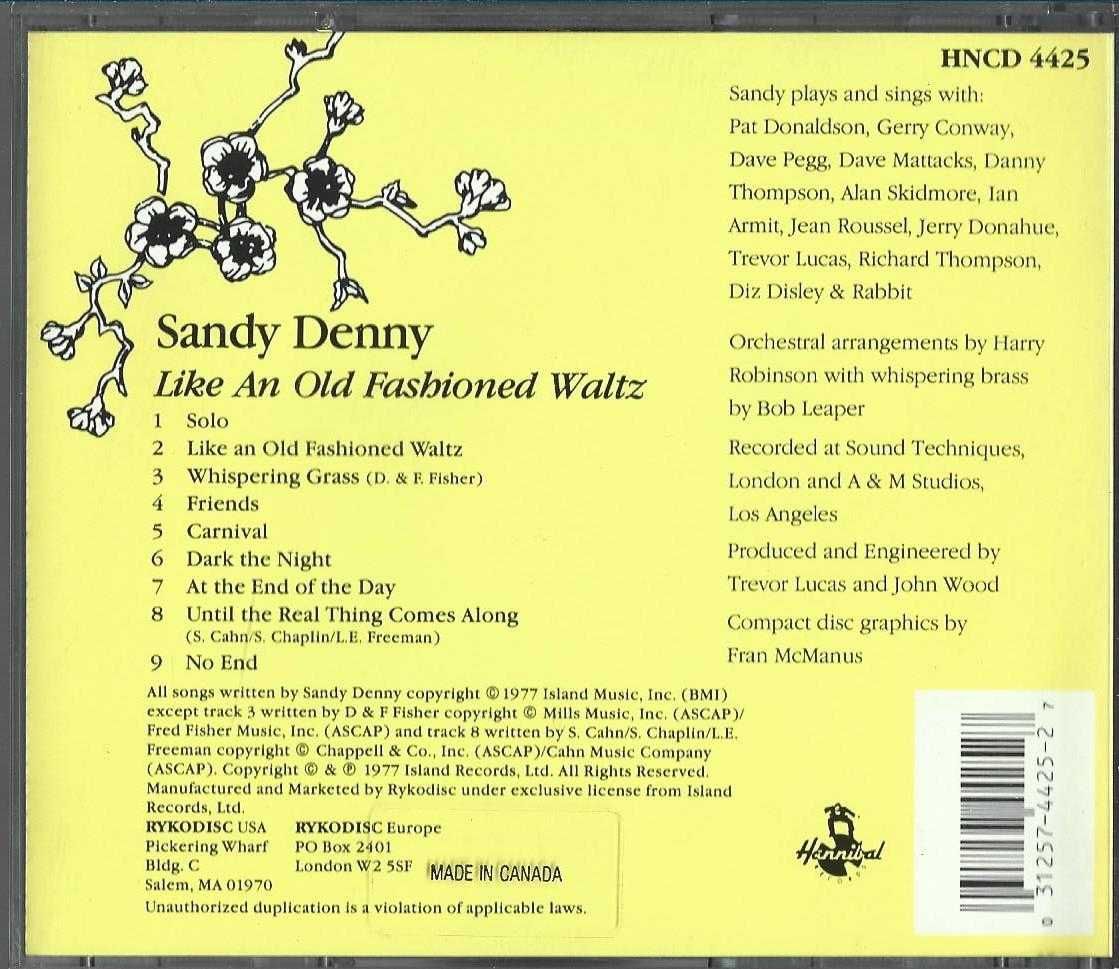 HNCD 4425
Sandy plays and sings with:
Pat Donaldson, Gerry Conway,
Dave Pegg, Dave Mattacks, Danny
Thompson, Alan Skidmore, Ian
Armit, Jean Roussel, Jerry Donahue,
Trevor Lucas, Richard Thompson,
Diz Disley & Rabbit
Orchestral arrangements by Harry
Robinson with whispering brass
by Bob Leaper
Recorded at Sound Techniques,
London and A & M Studios,
Los Angeles
Produced and Engineered by
Trevor Lucas and John Wood
Compact disc graphics by
Fran McManus
Sandy Denny
Like An Old Fashioned Waltz
1 Solo
2 Like an Old Fashioned Waltz
3 Whispering Grass (D. & F. Fisher)
4 Friends
5 Carnival
6 Dark the Night
7 At the End of the Day
8 Until the Real Thing Comes Along
(S. Cahn/S. Chaplin/L.E. Freeman)
9 No End
All songs written by Sandy Denny copyright © 1977 Island Music, Inc. (BMI)
except track 3 written by D & F Fisher copyright © Mills Music, Inc. (ASCAP)/
Fred Fisher Music, Inc. (ASCAP) and track 8 written by S. Cahn/S. Chaplin/L.E.
Freeman copyright © Chappell & Co., Inc. (ASCAP)/Cahn Music Company
(ASCAP). Copyright © & ℗ 1977 Island Records, Ltd. All Rights Reserved.
Manufactured and Marketed by Rykodisc under exclusive license from Island
Records, Ltd.
RYKODISC USA
Pickering Wharf
Bldg. C
Salem, MA 01970
RYKODISC Europe
PO Box 2401
London W2 5SF
MADE IN CANADA
Unauthorized duplication is a violation of applicable laws.
Hannibal
RECORDS
0 31257-4425-2 7